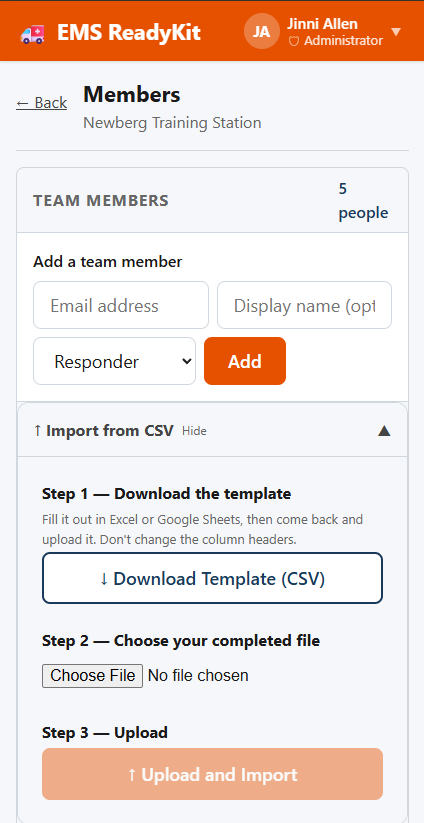 EMS ReadyKit
JA
Jinni Allen
Administrator
▼
← Back
Members
Newberg Training Station
TEAM MEMBERS
5
people
Add a team member
Email address
Display name (opt
Responder
Add
↑ Import from CSV Hide
▲
Step 1 — Download the template
Fill it out in Excel or Google Sheets, then come back and
upload it. Don't change the column headers.
↓ Download Template (CSV)
Step 2 — Choose your completed file
Choose File No file chosen
Step 3 — Upload
↑ Upload and Import